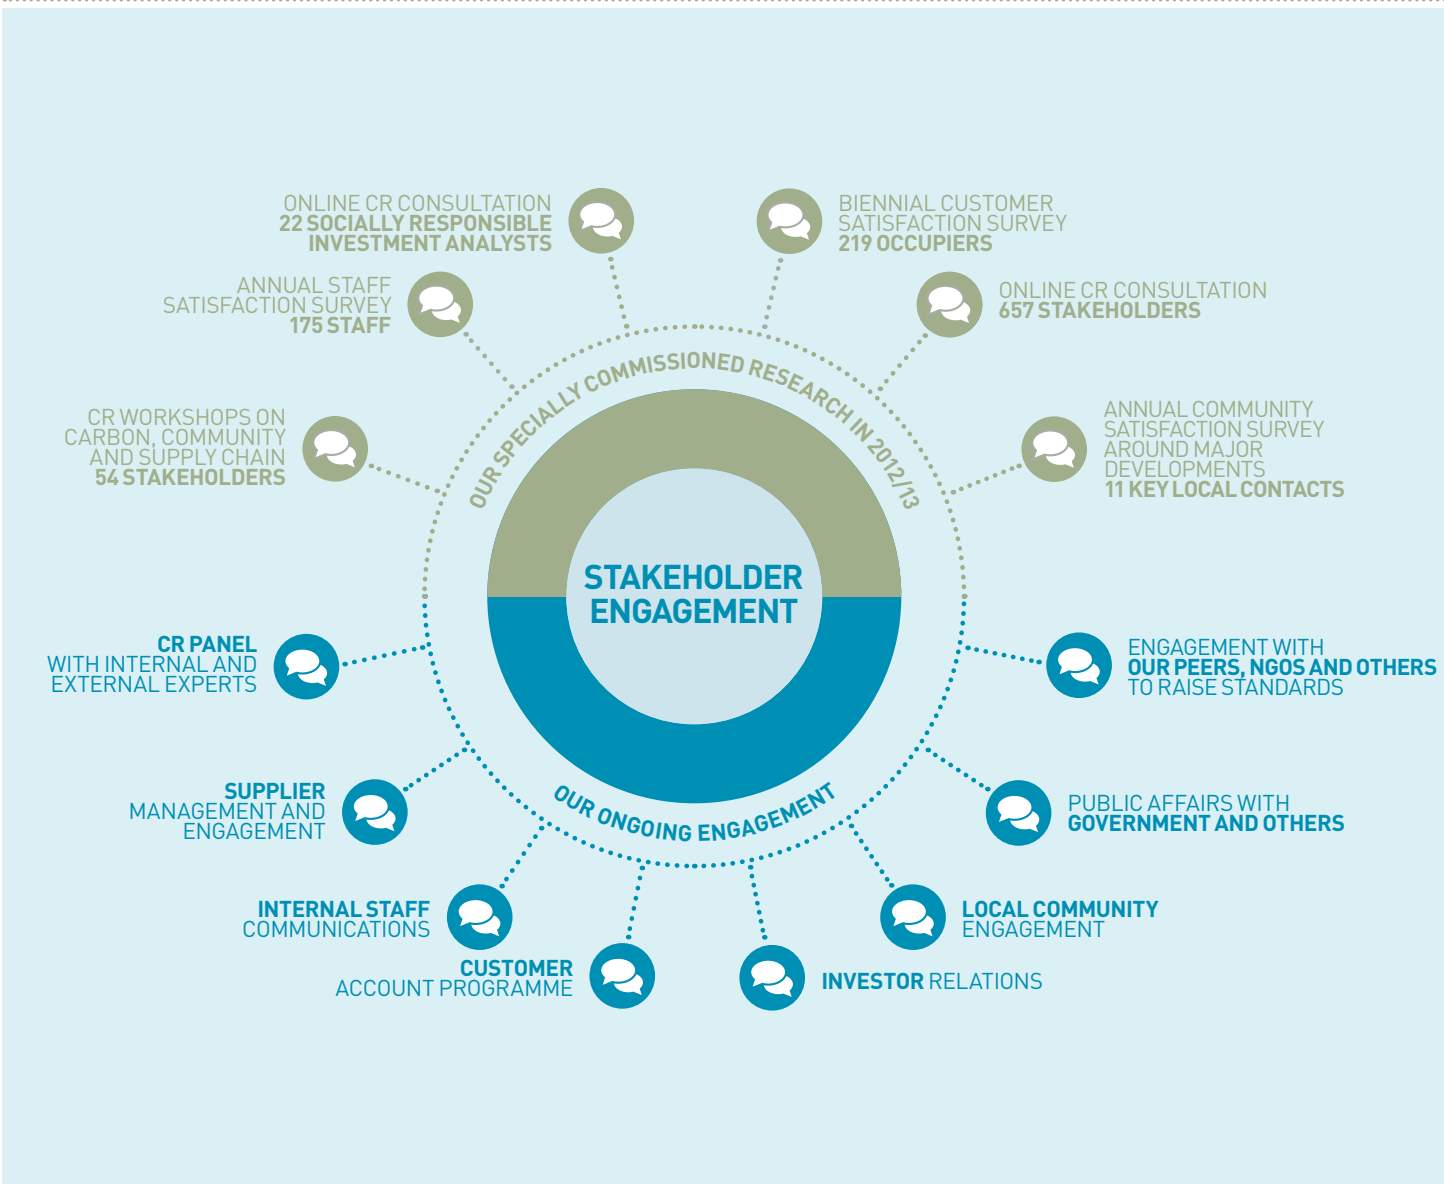 ONLINE CR CONSULTATION
22 SOCIALLY RESPONSIBLE
INVESTMENT ANALYSTS
BIENNIAL CUSTOMER
SATISFACTION SURVEY
219 OCCUPIERS
ANNUAL STAFF
SATISFACTION SURVEY
175 STAFF
ONLINE CR CONSULTATION
657 STAKEHOLDERS
CR WORKSHOPS ON
CARBON, COMMUNITY
AND SUPPLY CHAIN
54 STAKEHOLDERS
OUR SPECIALLY COMMISSIONED RESEARCH IN 2012/13
ANNUAL COMMUNITY
SATISFACTION SURVEY
AROUND MAJOR
DEVELOPMENTS
11 KEY LOCAL CONTACTS
STAKEHOLDER
ENGAGEMENT
CR PANEL
WITH INTERNAL AND
EXTERNAL EXPERTS
ENGAGEMENT WITH
OUR PEERS, NGOS AND OTHERS
TO RAISE STANDARDS
SUPPLIER
MANAGEMENT AND
ENGAGEMENT
OUR ONGOING ENGAGEMENT
PUBLIC AFFAIRS WITH
GOVERNMENT AND OTHERS
INTERNAL STAFF
COMMUNICATIONS
LOCAL COMMUNITY
ENGAGEMENT
CUSTOMER
ACCOUNT PROGRAMME
INVESTOR RELATIONS